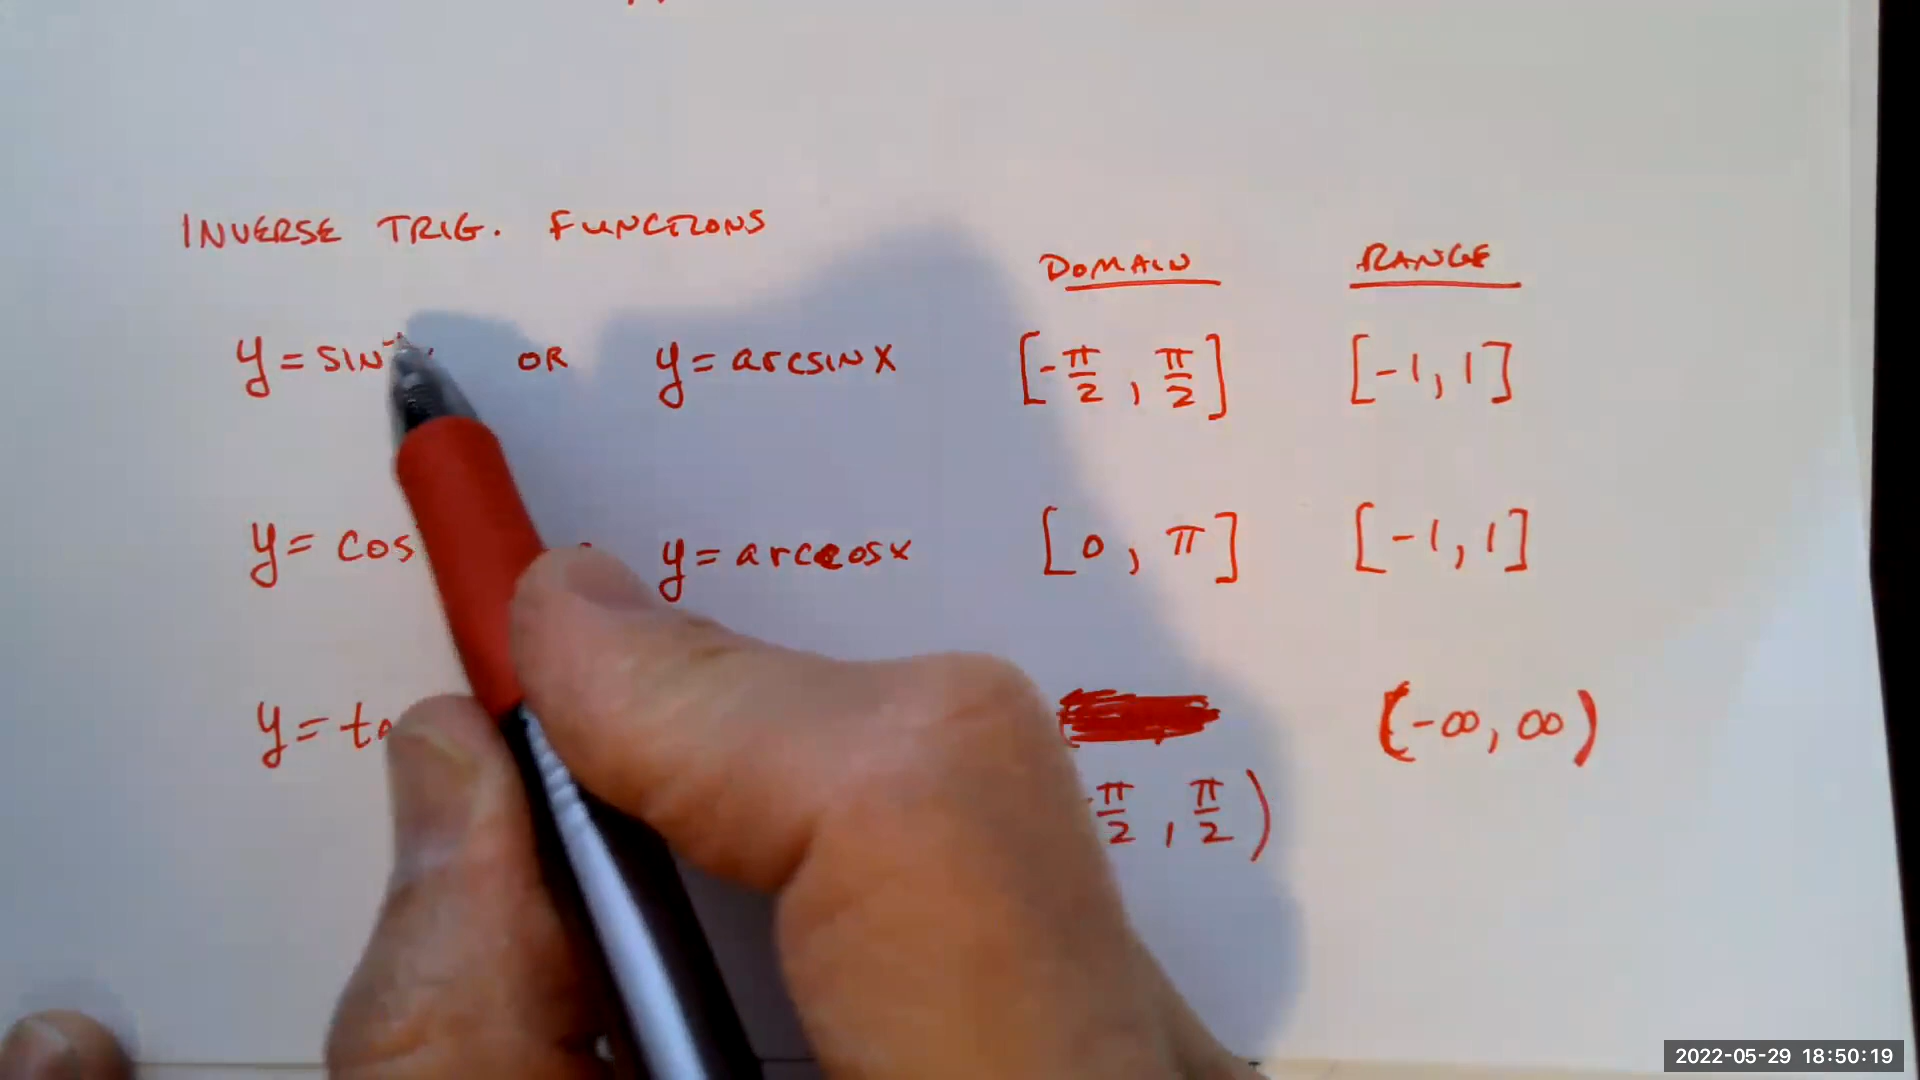 INVERSE TRIG. FUNCTIONS
DOMAIN RANGE
y = SIN OR y = arcsin x [-π/2, π/2] [-1, 1]
y = cos y = arccos x [0, π] [-1, 1]
y = (-∞, ∞)
π/2, π/2)
2022-05-29 18:50:19